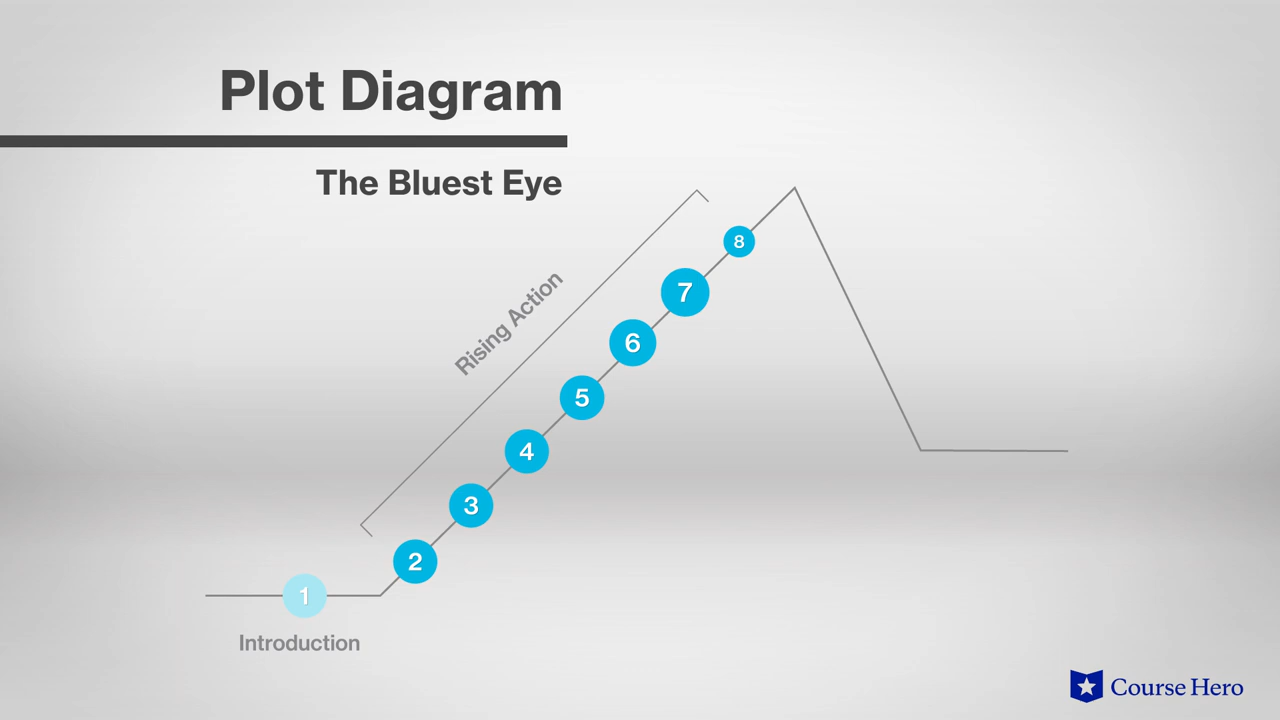 Plot Diagram
The Bluest Eye
Rising Action
8
7
6
5
4
3
2
1
Introduction
Course Hero